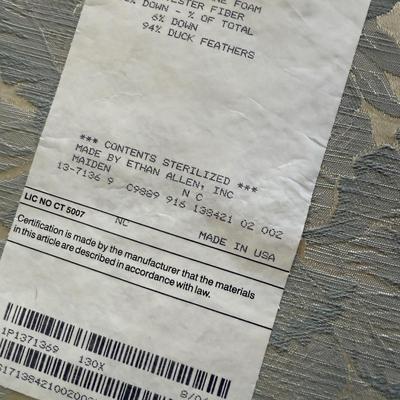 FOAM
ESTER FIBER
DOWN - % OF TOTAL
6% DOWN
94% DUCK FEATHERS
*** CONTENTS STERILIZED ***
MADE BY ETHAN ALLEN, INC
MAIDEN N C
13-7136 9 C9889 916 138421 02 002
LIC NO CT 5007
NC MADE IN USA
Certification is made by the manufacturer that the materials
in this article are described in accordance with law.
1P1371369 130X 8/0